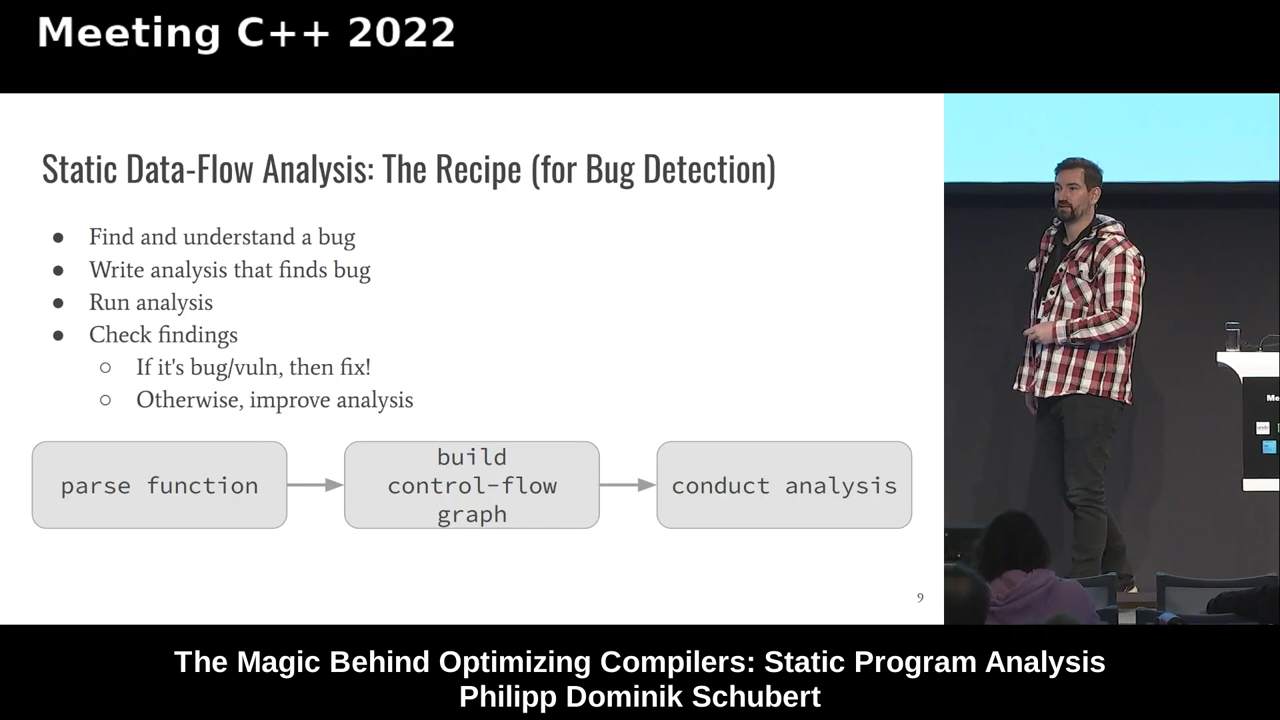 Meeting C++ 2022
Static Data-Flow Analysis: The Recipe (for Bug Detection)
● Find and understand a bug
● Write analysis that finds bug
● Run analysis
● Check findings
○ If it's bug/vuln, then fix!
○ Otherwise, improve analysis
parse function
build
control-flow
graph
conduct analysis
9
Me
The Magic Behind Optimizing Compilers: Static Program Analysis
Philipp Dominik Schubert